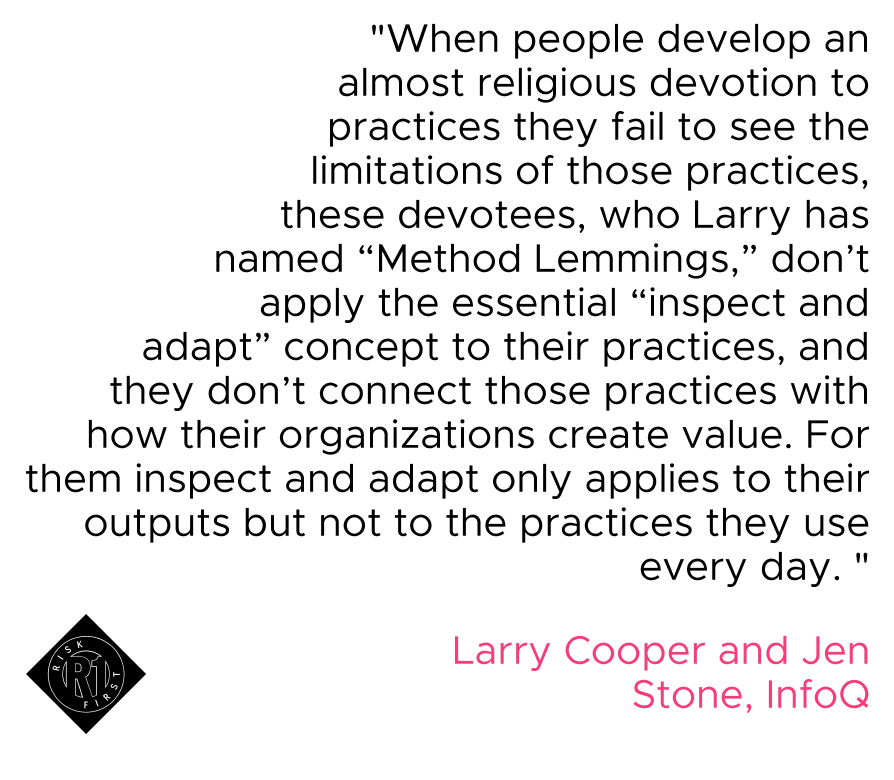 "When people develop an
almost religious devotion to
practices they fail to see the
limitations of those practices,
these devotees, who Larry has
named “Method Lemmings,” don’t
apply the essential “inspect and
adapt” concept to their practices, and
they don’t connect those practices with
how their organizations create value. For
them inspect and adapt only applies to their
outputs but not to the practices they use
every day. "
Larry Cooper and Jen
Stone, InfoQ
RISK
R1
FIRST